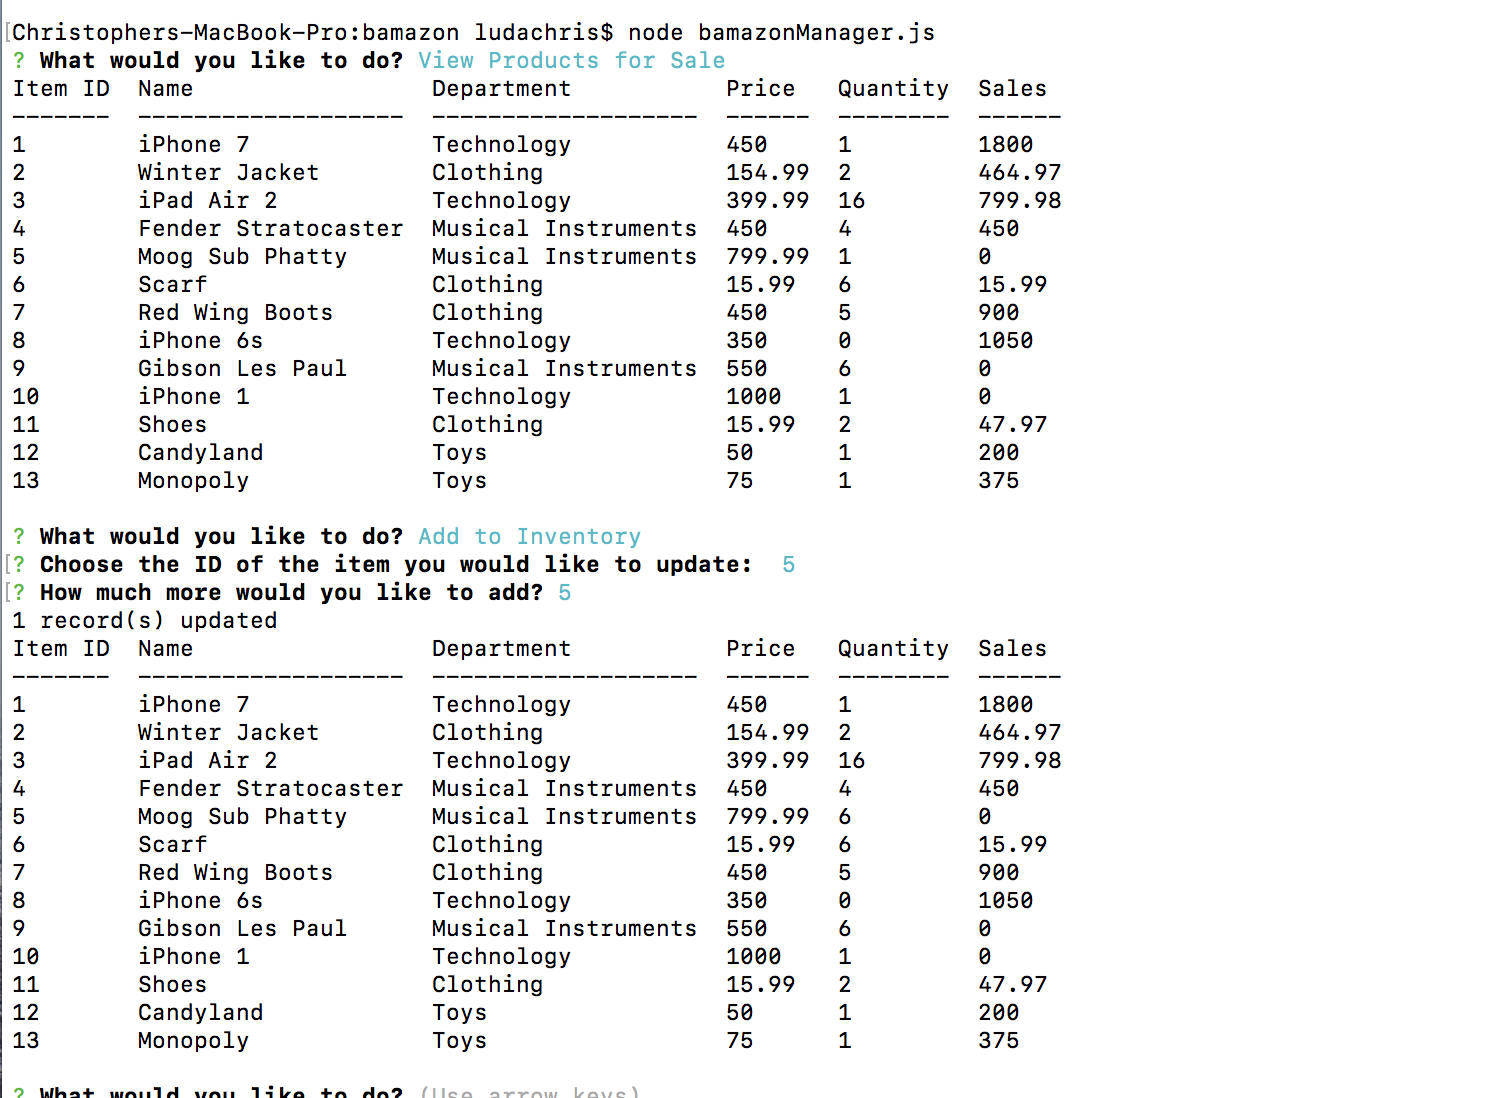 [Christophers-MacBook-Pro:bamazon ludachris$ node bamazonManager.js
? What would you like to do? View Products for Sale
Item ID  Name                 Department           Price   Quantity  Sales
-------  -------------------  -------------------  ------  --------  ------
1        iPhone 7             Technology           450     1         1800
2        Winter Jacket        Clothing             154.99  2         464.97
3        iPad Air 2           Technology           399.99  16        799.98
4        Fender Stratocaster  Musical Instruments  450     4         450
5        Moog Sub Phatty      Musical Instruments  799.99  1         0
6        Scarf                Clothing             15.99   6         15.99
7        Red Wing Boots       Clothing             450     5         900
8        iPhone 6s            Technology           350     0         1050
9        Gibson Les Paul      Musical Instruments  550     6         0
10       iPhone 1             Technology           1000    1         0
11       Shoes                Clothing             15.99   2         47.97
12       Candyland            Toys                 50      1         200
13       Monopoly             Toys                 75      1         375
? What would you like to do? Add to Inventory
[? Choose the ID of the item you would like to update:  5
[? How much more would you like to add? 5
1 record(s) updated
Item ID  Name                 Department           Price   Quantity  Sales
-------  -------------------  -------------------  ------  --------  ------
1        iPhone 7             Technology           450     1         1800
2        Winter Jacket        Clothing             154.99  2         464.97
3        iPad Air 2           Technology           399.99  16        799.98
4        Fender Stratocaster  Musical Instruments  450     4         450
5        Moog Sub Phatty      Musical Instruments  799.99  6         0
6        Scarf                Clothing             15.99   6         15.99
7        Red Wing Boots       Clothing             450     5         900
8        iPhone 6s            Technology           350     0         1050
9        Gibson Les Paul      Musical Instruments  550     6         0
10       iPhone 1             Technology           1000    1         0
11       Shoes                Clothing             15.99   2         47.97
12       Candyland            Toys                 50      1         200
13       Monopoly             Toys                 75      1         375
? What would you like to do? (Use arrow keys)